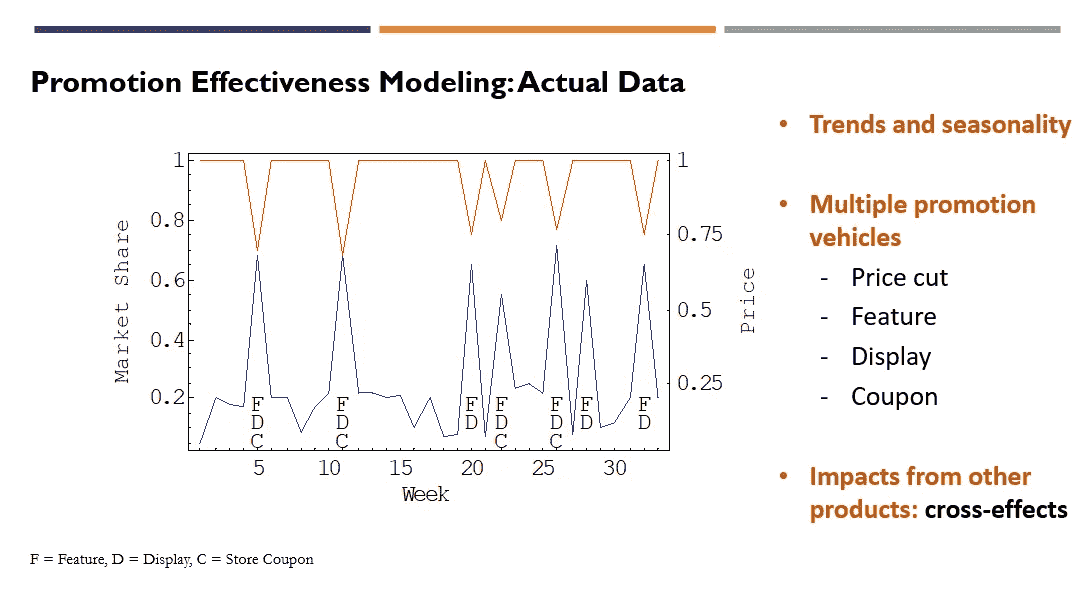 Promotion Effectiveness Modeling: Actual Data
1
0.8
0.6
0.4
0.2
Market Share
1
0.75
0.5
0.25
Price
F F F F F F F
D D D D D D D
C C C C
5 10 15 20 25 30
Week
• Trends and seasonality
• Multiple promotion
vehicles
- Price cut
- Feature
- Display
- Coupon
• Impacts from other
products: cross-effects
F = Feature, D = Display, C = Store Coupon